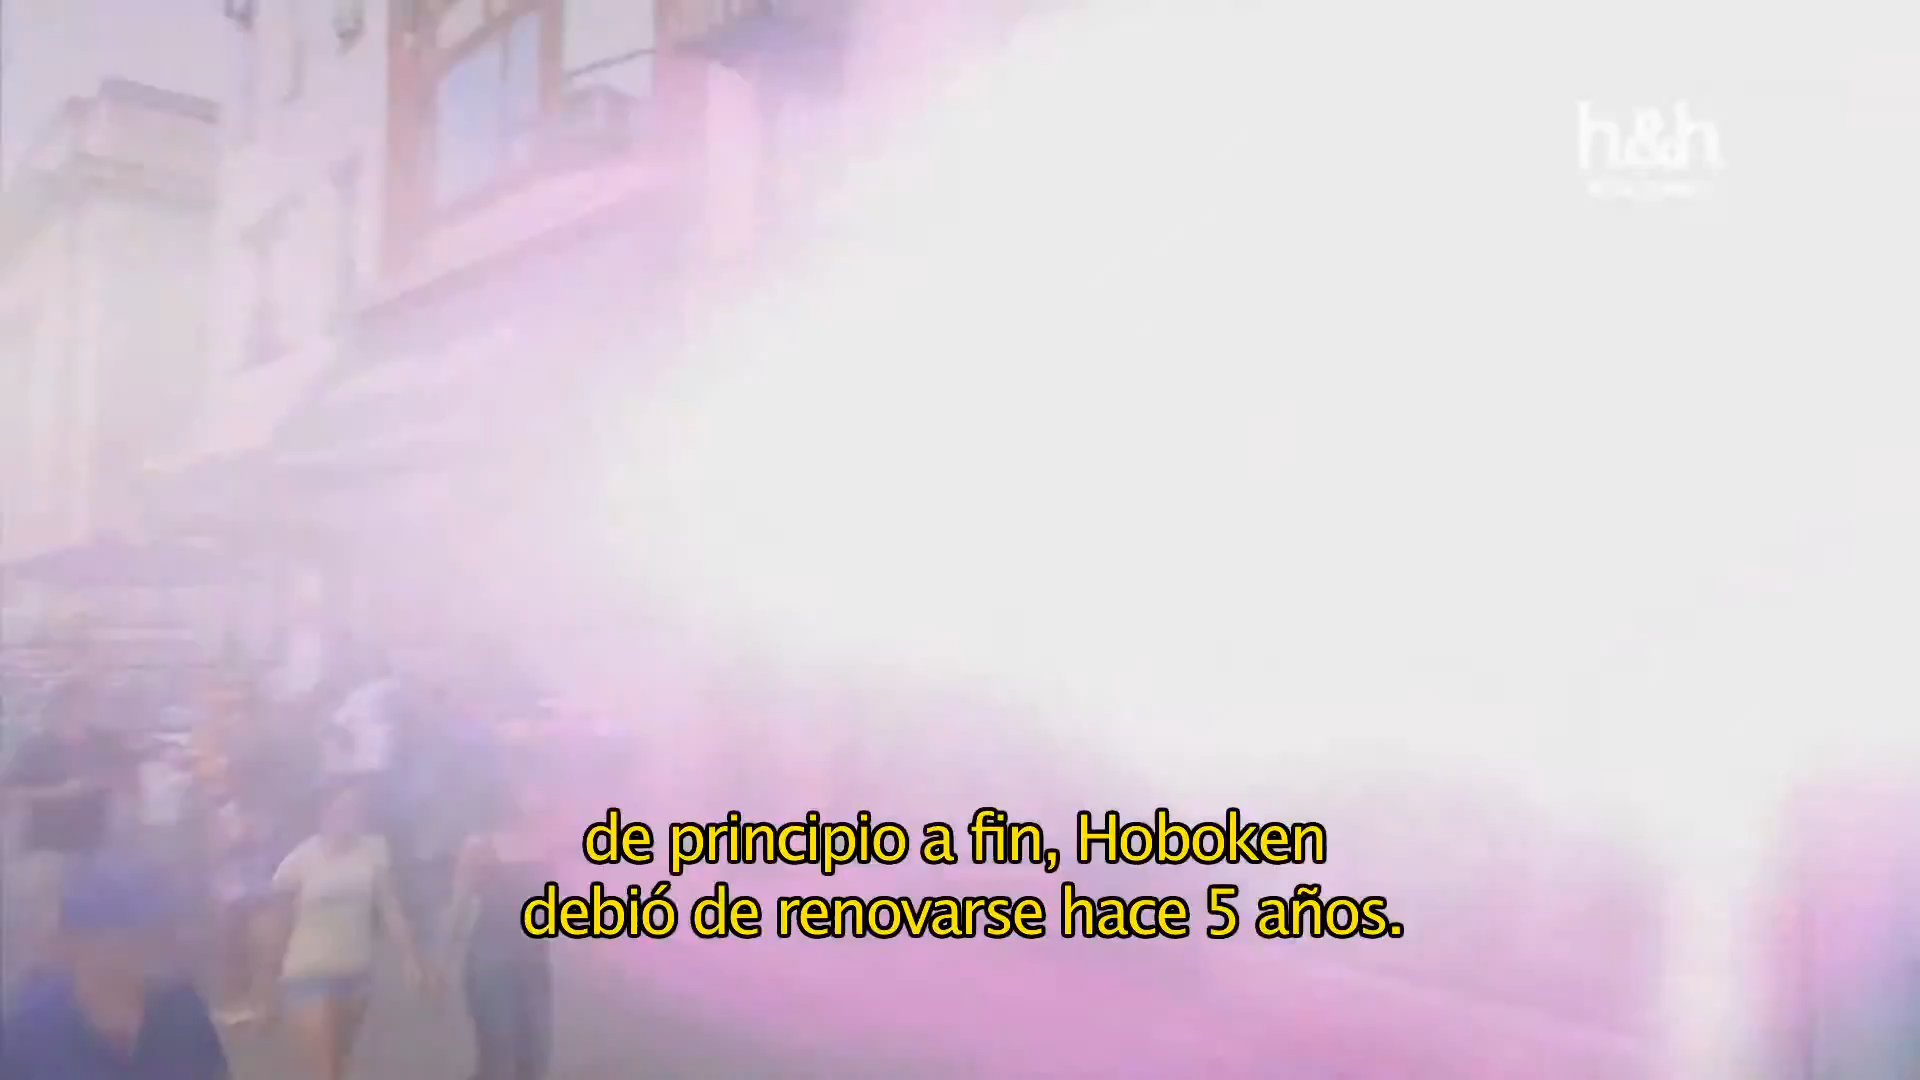 h&h
de principio a fin, Hoboken
debió de renovarse hace 5 años.